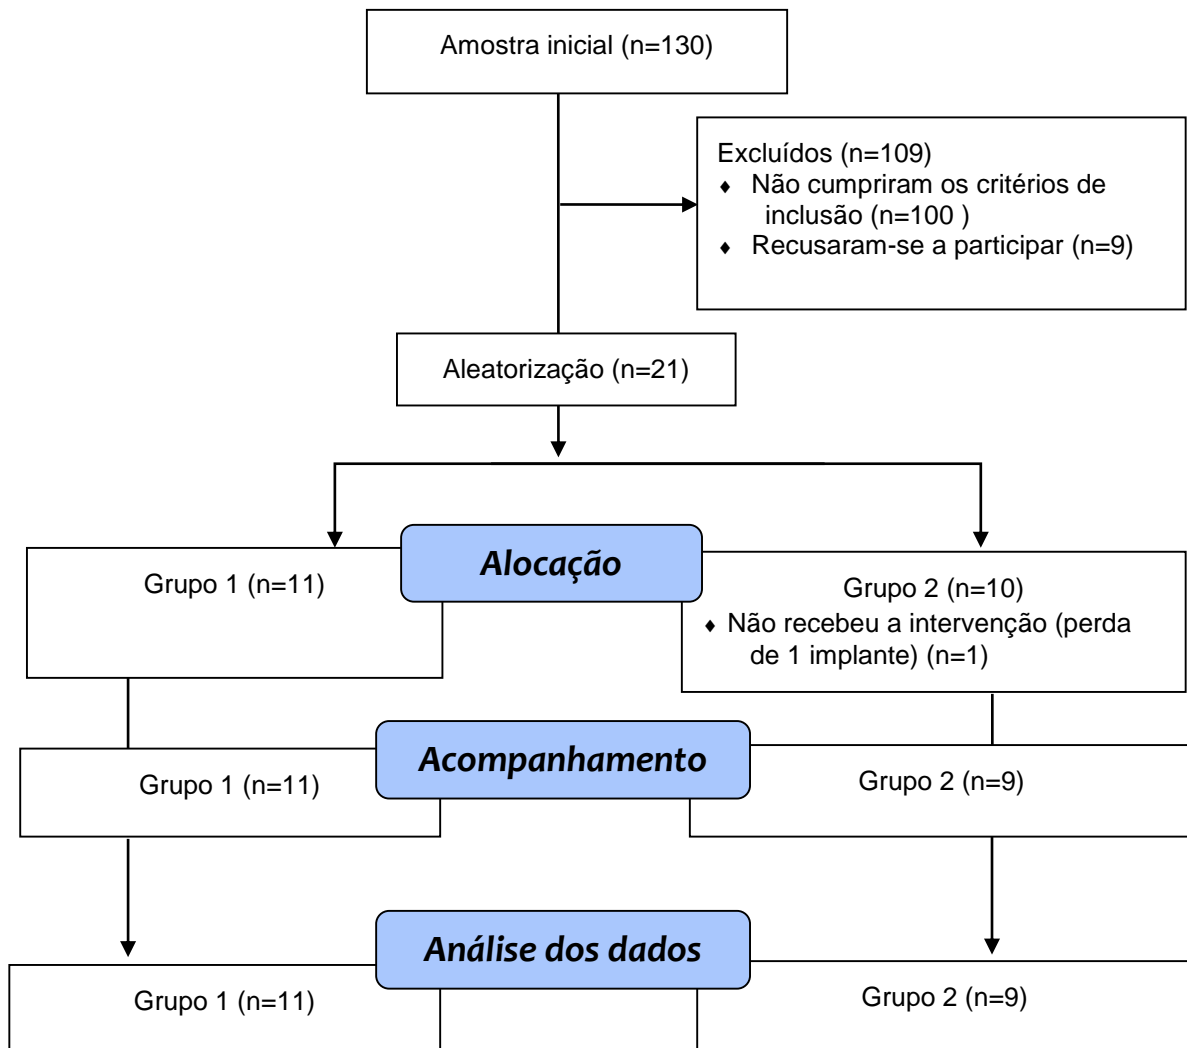 Amostra inicial (n=130)
Excluídos (n=109)
♦ Não cumpriram os critérios de
inclusão (n=100 )
♦ Recusaram-se a participar (n=9)
Aleatorização (n=21)
Alocação
Grupo 1 (n=11)
Grupo 2 (n=10)
♦ Não recebeu a intervenção (perda
de 1 implante) (n=1)
Acompanhamento
Grupo 1 (n=11)
Grupo 2 (n=9)
Análise dos dados
Grupo 1 (n=11)
Grupo 2 (n=9)